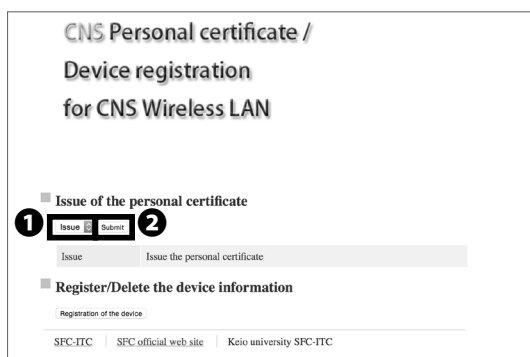 CNS Personal certificate /
Device registration
for CNS Wireless LAN
Issue of the personal certificate
1 Issue Submit 2
Issue Issue the personal certificate
Register/Delete the device information
Registration of the device
SFC-ITC SFC official web site Keio university SFC-ITC